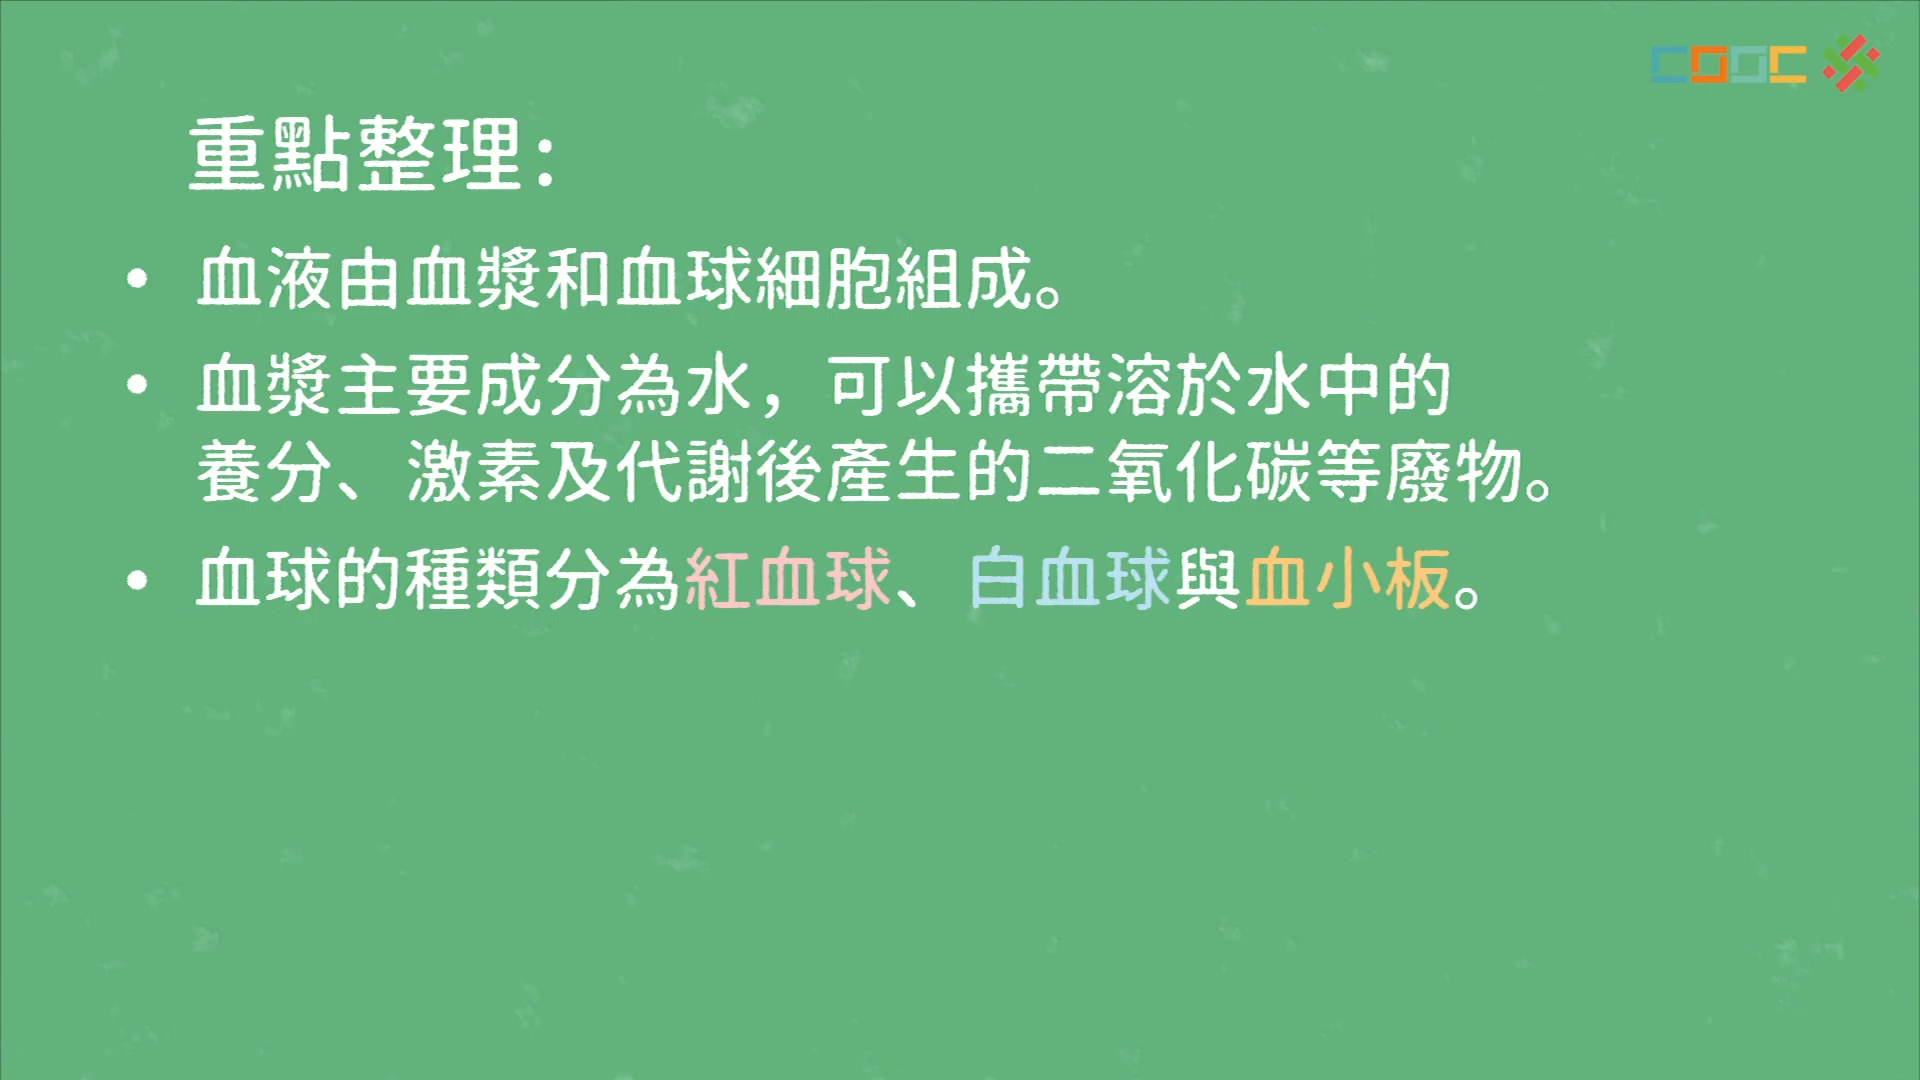 COOC
重點整理：
• 血液由血漿和血球細胞組成。
• 血漿主要成分為水，可以攜帶溶於水中的
養分、激素及代謝後產生的二氧化碳等廢物。
• 血球的種類分為紅血球、白血球與血小板。